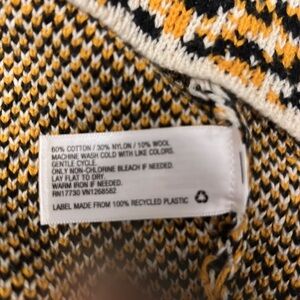 60% COTTON / 30% NYLON / 10% WOOL
MACHINE WASH COLD WITH LIKE COLORS.
GENTLE CYCLE.
ONLY NON-CHLORINE BLEACH IF NEEDED.
LAY FLAT TO DRY.
WARM IRON IF NEEDED.
RN17730 VN1268582
LABEL MADE FROM 100% RECYCLED PLASTIC